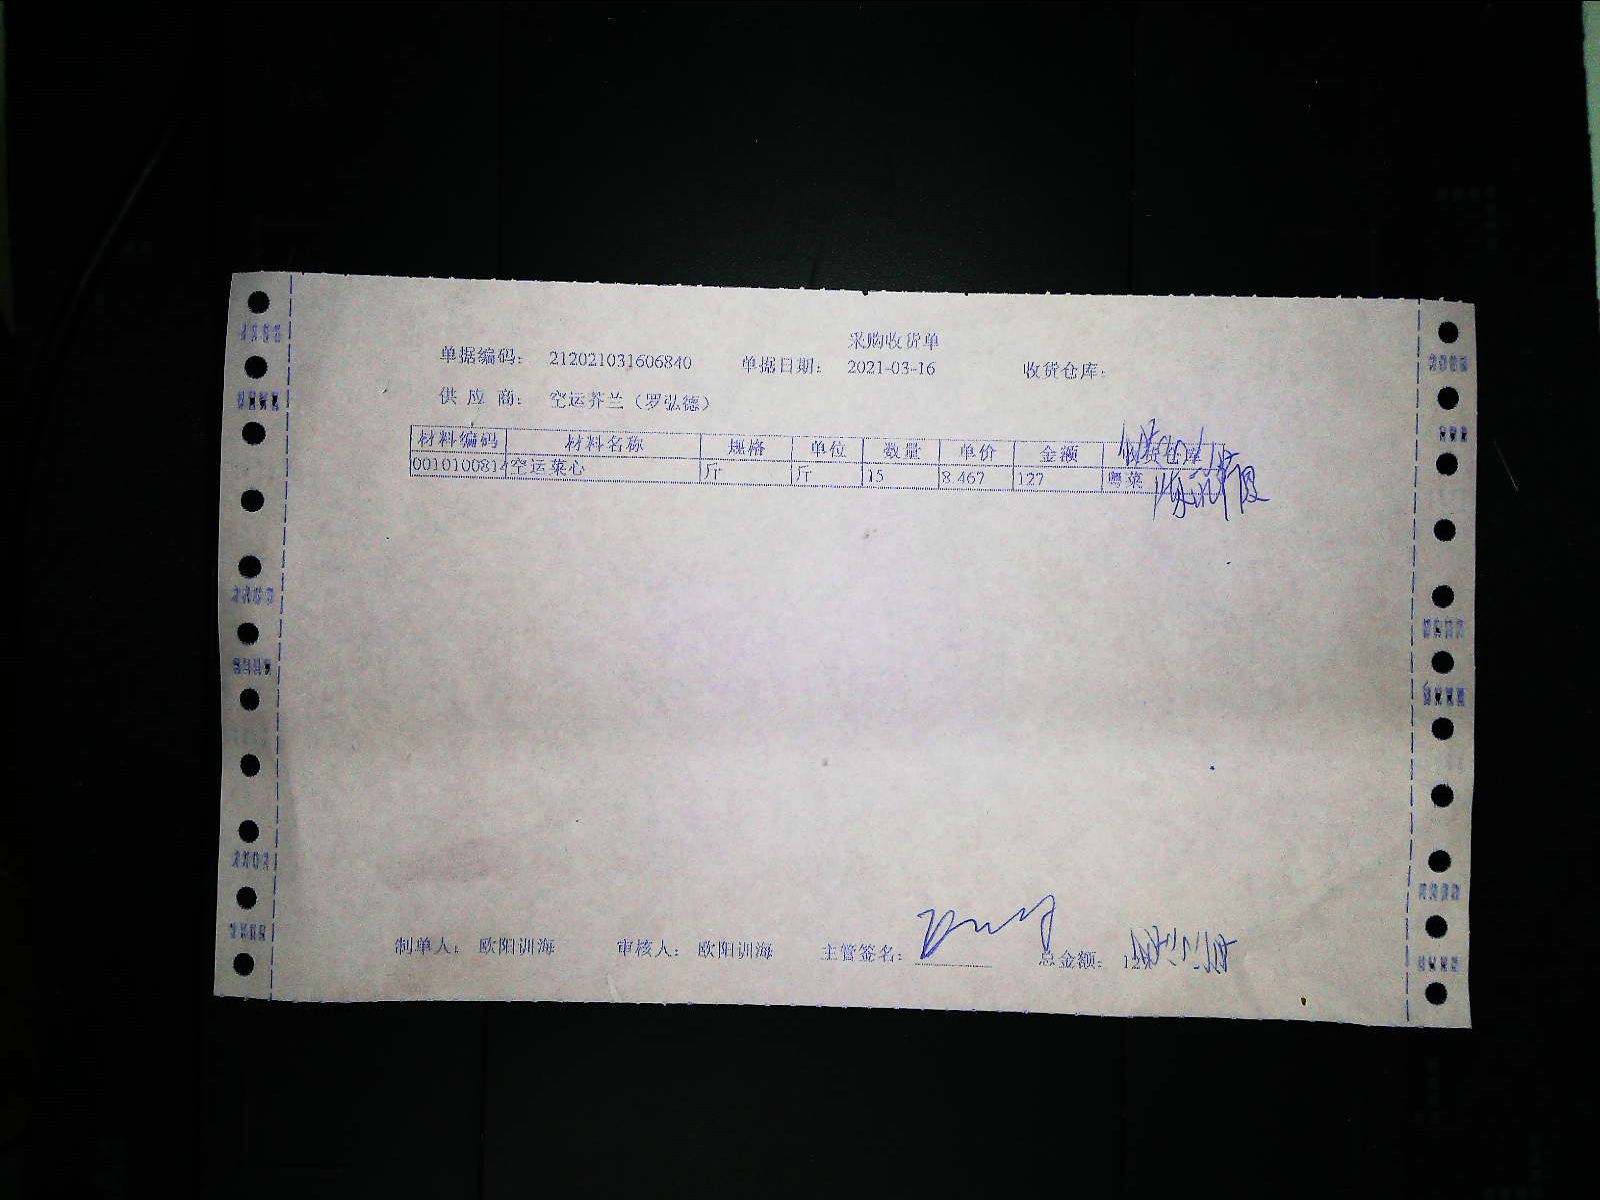 采购收货单
单据编码： 212021031606840 单据日期： 2021-03-16 收货仓库：
供 应 商： 空运芥兰（罗弘德）
材料编码 材料名称 规格 单位 数量 单价 金额 收货仓库
0010100814 空运菜心 斤 斤 15 8.467 127 粤菜
制单人： 欧阳训海 审核人： 欧阳训海 主管签名： 总金额：